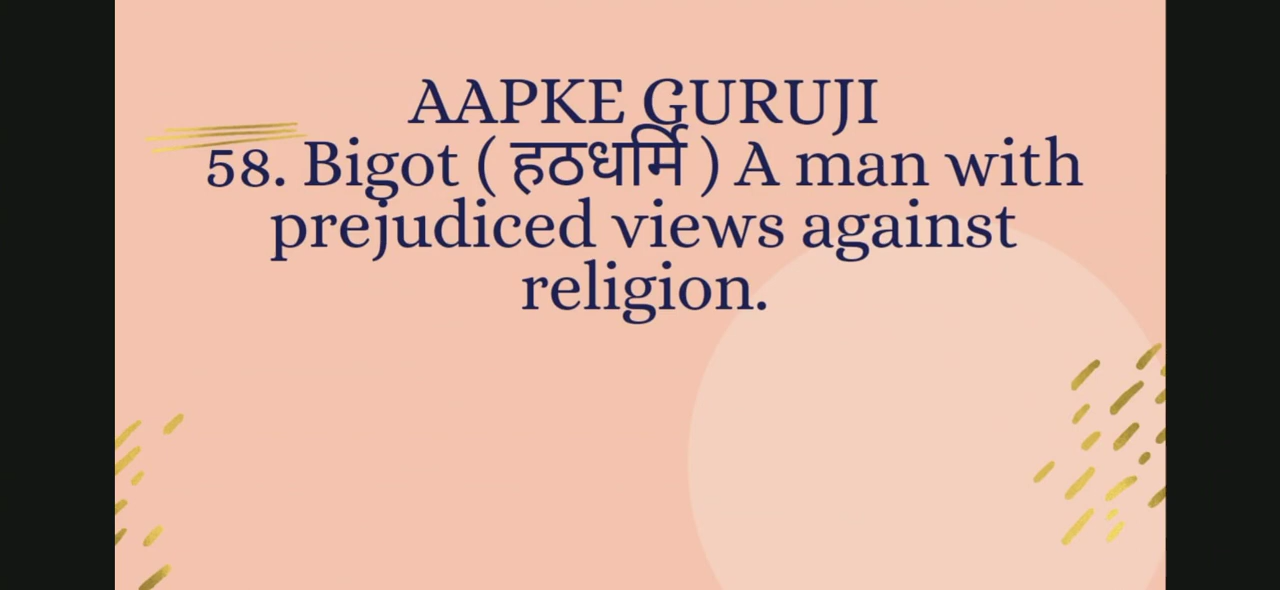 AAPKE GURUJI
58. Bigot ( हठधर्मि ) A man with
prejudiced views against
religion.